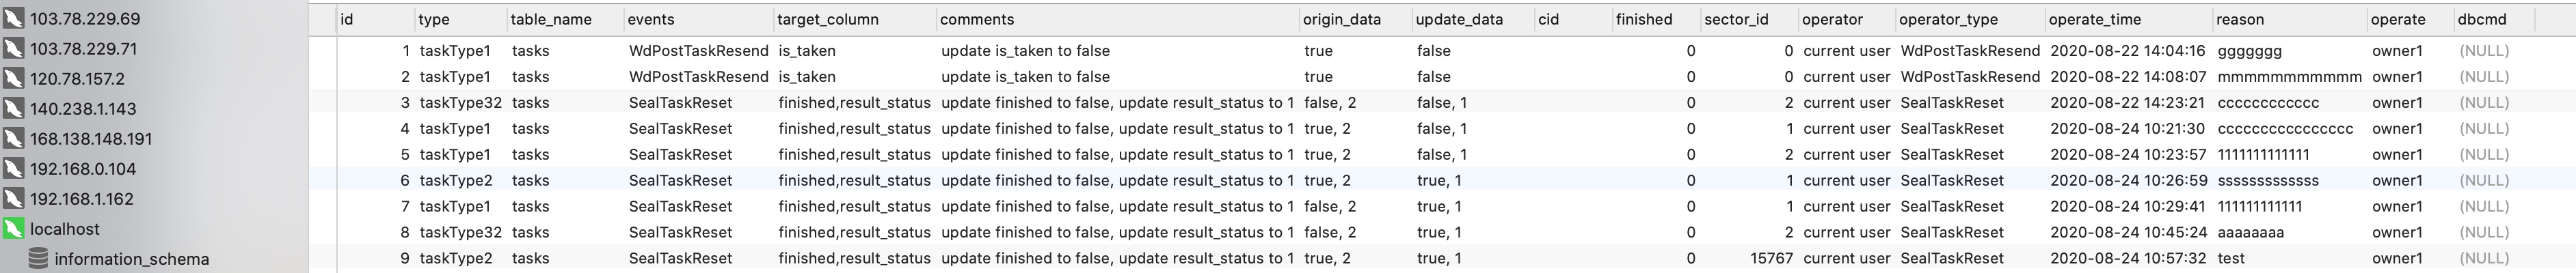 103.78.229.69
103.78.229.71
120.78.157.2
140.238.1.143
168.138.148.191
192.168.0.104
192.168.1.162
localhost
information_schema
id type table_name events target_column comments origin_data update_data cid finished sector_id operator operator_type operate_time reason operate dbcmd
1 taskType1 tasks WdPostTaskResend is_taken update is_taken to false true false 0 0 current user WdPostTaskResend 2020-08-22 14:04:16 ggggggg owner1 (NULL)
2 taskType1 tasks WdPostTaskResend is_taken update is_taken to false true false 0 0 current user WdPostTaskResend 2020-08-22 14:08:07 mmmmmmmmmmmm owner1 (NULL)
3 taskType32 tasks SealTaskReset finished,result_status update finished to false, update result_status to 1 false, 2 false, 1 0 2 current user SealTaskReset 2020-08-22 14:23:21 cccccccccccc owner1 (NULL)
4 taskType1 tasks SealTaskReset finished,result_status update finished to false, update result_status to 1 true, 2 false, 1 0 1 current user SealTaskReset 2020-08-24 10:21:30 cccccccccccccccc owner1 (NULL)
5 taskType1 tasks SealTaskReset finished,result_status update finished to false, update result_status to 1 true, 2 false, 1 0 2 current user SealTaskReset 2020-08-24 10:23:57 1111111111111 owner1 (NULL)
6 taskType2 tasks SealTaskReset finished,result_status update finished to false, update result_status to 1 true, 2 true, 1 0 1 current user SealTaskReset 2020-08-24 10:26:59 sssssssssssss owner1 (NULL)
7 taskType1 tasks SealTaskReset finished,result_status update finished to false, update result_status to 1 false, 2 true, 1 0 1 current user SealTaskReset 2020-08-24 10:29:41 111111111111 owner1 (NULL)
8 taskType32 tasks SealTaskReset finished,result_status update finished to false, update result_status to 1 false, 2 true, 1 0 2 current user SealTaskReset 2020-08-24 10:45:24 aaaaaaaa owner1 (NULL)
9 taskType2 tasks SealTaskReset finished,result_status update finished to false, update result_status to 1 true, 2 true, 1 0 15767 current user SealTaskReset 2020-08-24 10:57:32 test owner1 (NULL)